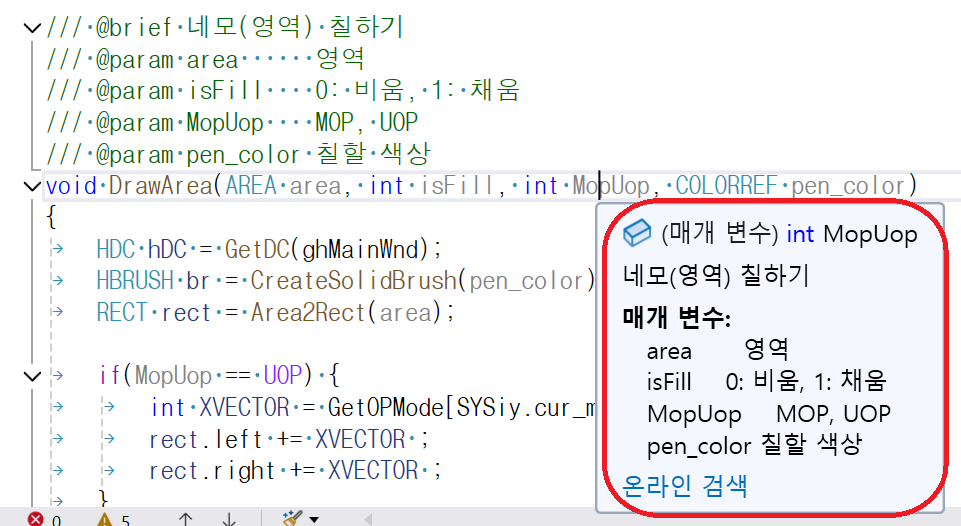 /// @brief 네모(영역) 칠하기
/// @param area 영역
/// @param isFill 0: 비움, 1: 채움
/// @param MopUop MOP, UOP
/// @param pen_color 칠할 색상
void DrawArea(AREA area, int isFill, int MopUop, COLORREF pen_color)
{
HDC hDC = GetDC(ghMainWnd);
HBRUSH br = CreateSolidBrush(pen_color)
RECT rect = Area2Rect(area);
if(MopUop == UOP) {
int XVECTOR = GetOPMode[SYSiy.cur_m
rect.left += XVECTOR ;
rect.right += XVECTOR ;
}
(매개 변수) int MopUop
네모(영역) 칠하기
매개 변수:
area 영역
isFill 0: 비움, 1: 채움
MopUop MOP, UOP
pen_color 칠할 색상
온라인 검색
0 5